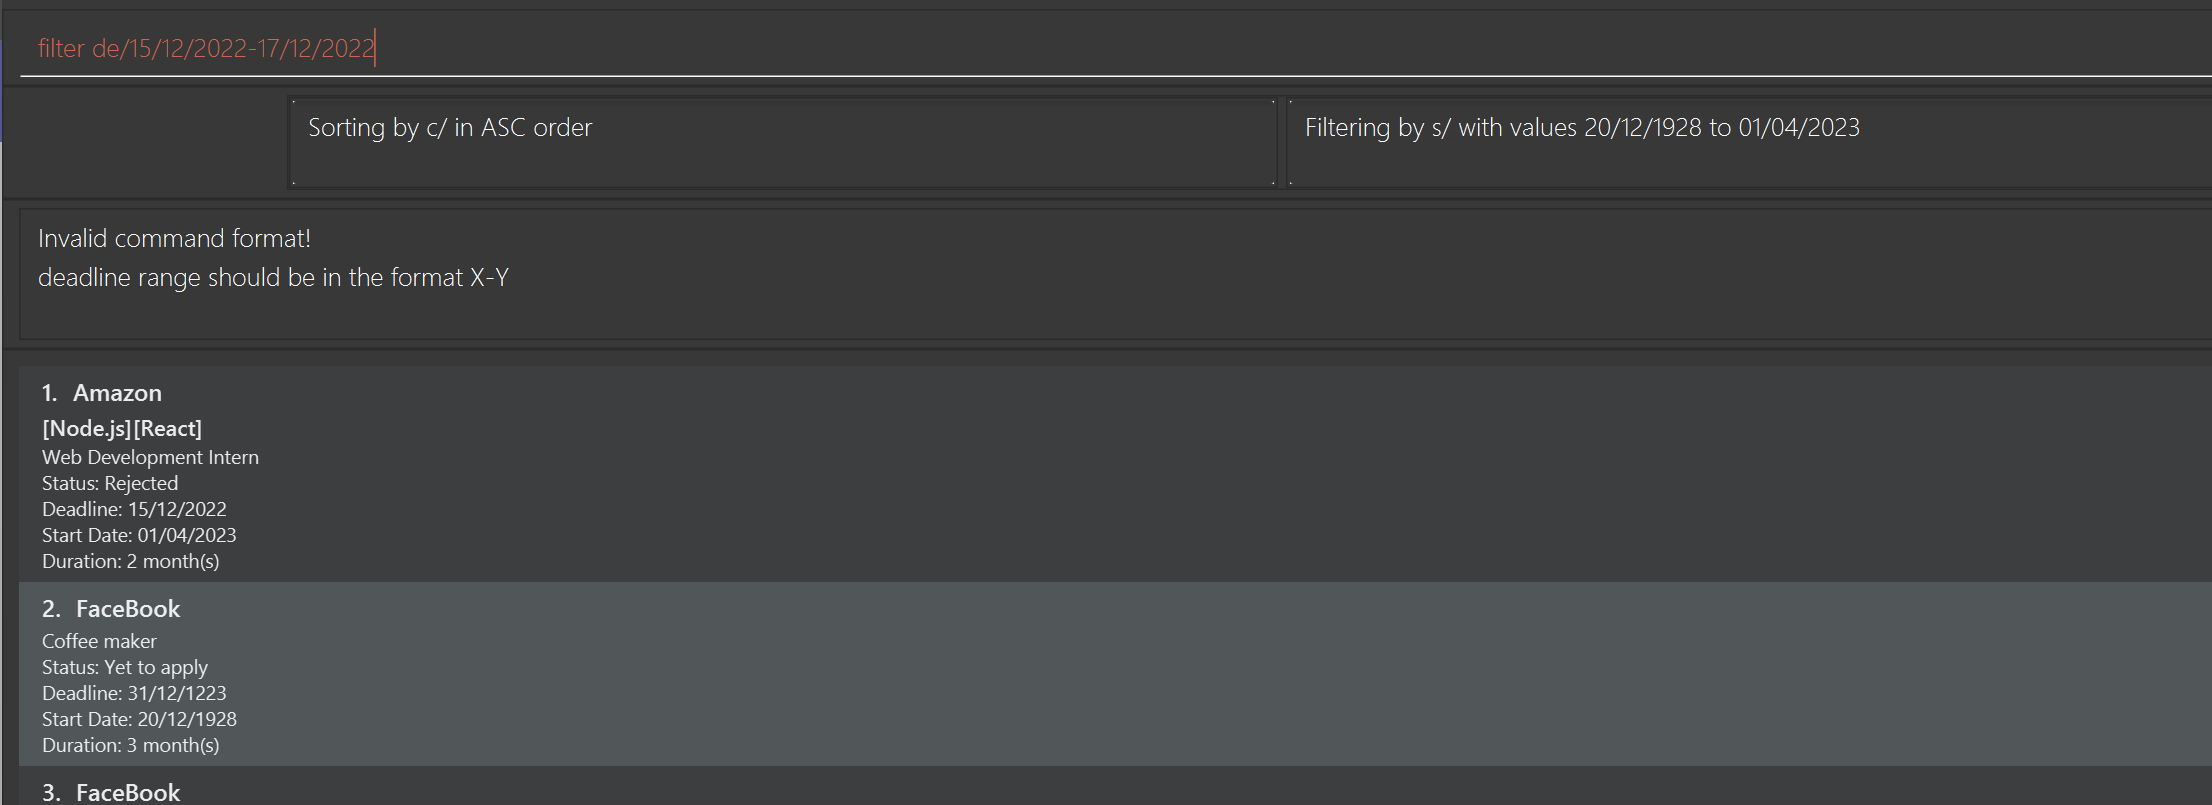 filter de/15/12/2022-17/12/2022
Sorting by c/ in ASC order
Filtering by s/ with values 20/12/1928 to 01/04/2023
Invalid command format!
deadline range should be in the format X-Y
1. Amazon
[Node.js][React]
Web Development Intern
Status: Rejected
Deadline: 15/12/2022
Start Date: 01/04/2023
Duration: 2 month(s)
2. FaceBook
Coffee maker
Status: Yet to apply
Deadline: 31/12/1223
Start Date: 20/12/1928
Duration: 3 month(s)
3. FaceBook